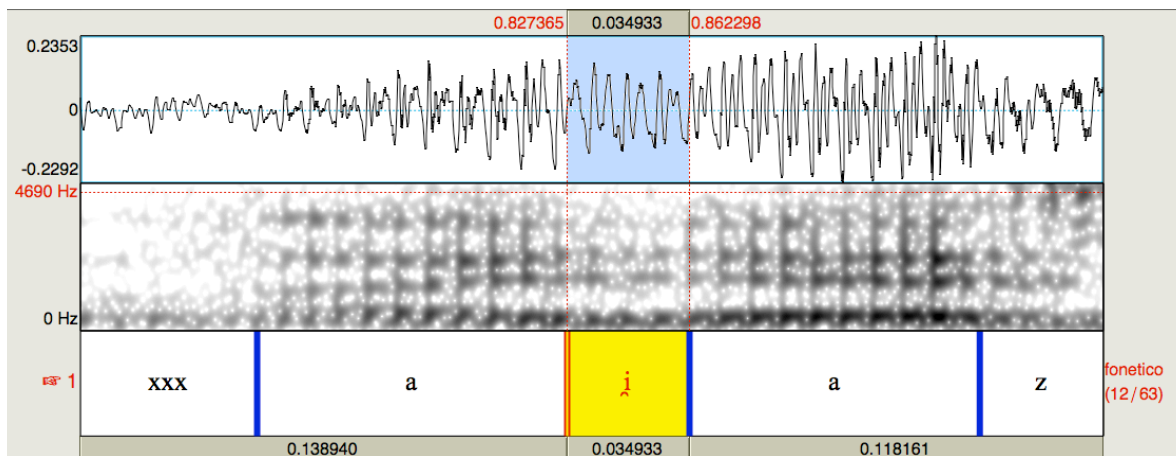 0.827365 0.034933 0.862298
0.2353
0
-0.2292
4690 Hz
0 Hz
☞ 1 xxx a i̯ a z fonetico
(12/63)
0.138940 0.034933 0.118161